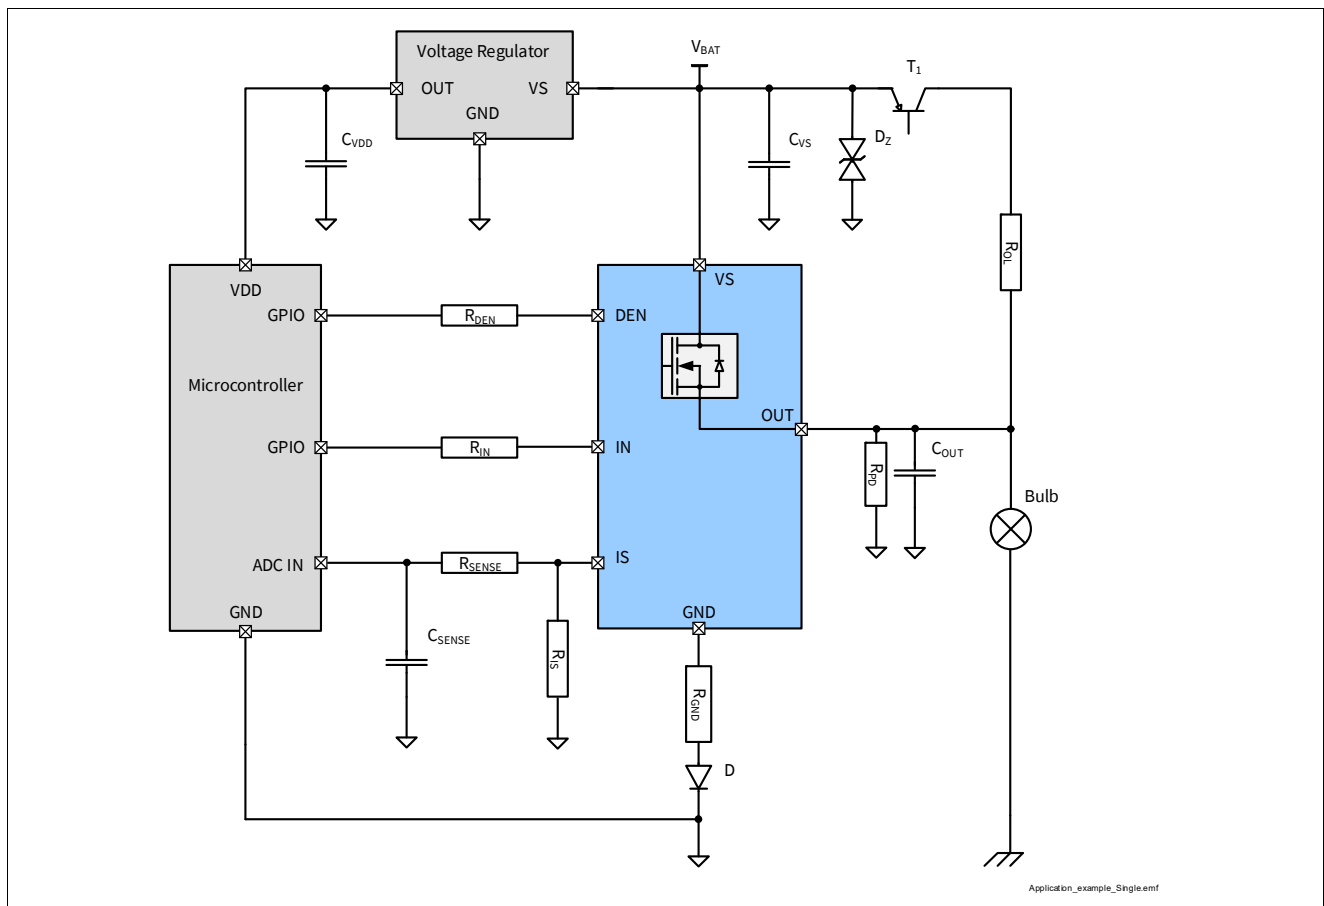 Voltage Regulator
OUT
VS
GND
VBAT
T1
CVDD
CVS
DZ
ROL
VDD
GPIO
RDEN
DEN
VS
Microcontroller
OUT
GPIO
RIN
IN
RPD
COUT
Bulb
ADC IN
RSENSE
IS
GND
GND
CSENSE
RIS
RGND
D
Application_example_Single.emf